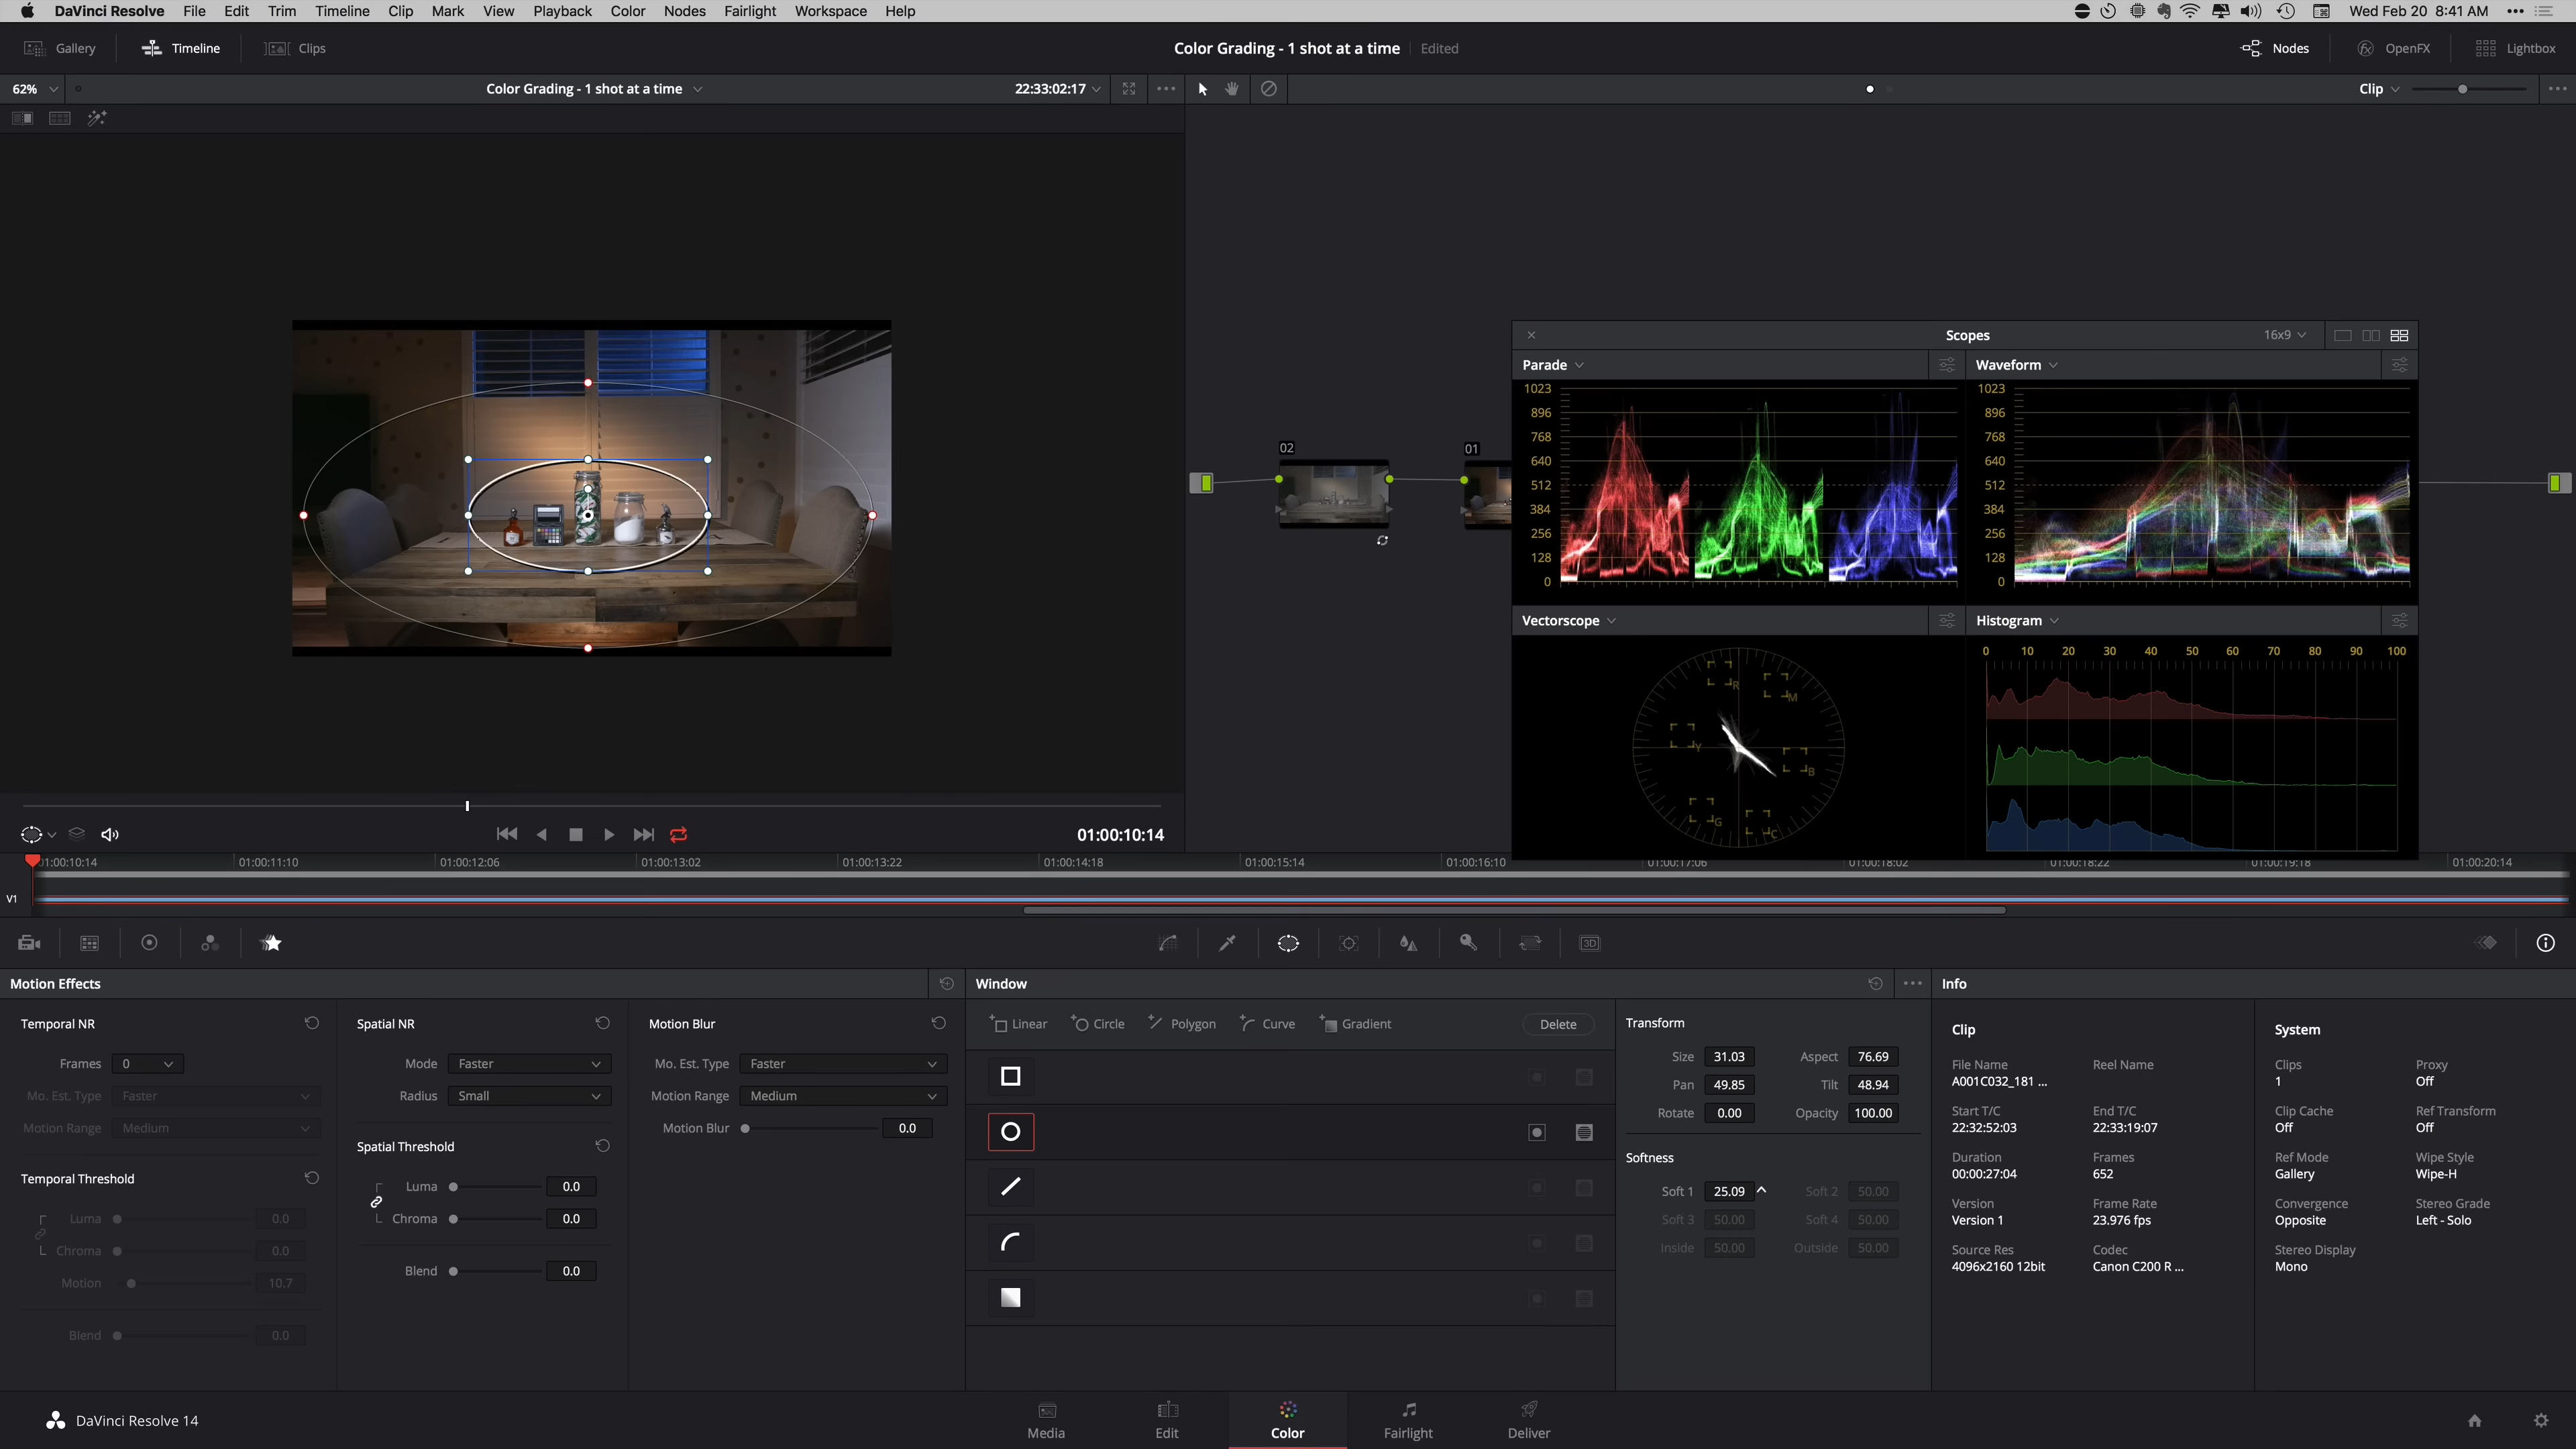 DaVinci Resolve File Edit Trim Timeline Clip Mark View Playback Color Nodes Fairlight Workspace Help Wed Feb 20 8:41 AM
Gallery Timeline Clips Color Grading - 1 shot at a time Edited Nodes OpenFX Lightbox
62% Color Grading - 1 shot at a time 22:33:02:17 Clip
02 01
Scopes 16x9
Parade Waveform
1023 1023
896 896
768 768
640 640
512 512
384 384
256 256
128 128
0 0
Vectorscope Histogram
0 10 20 30 40 50 60 70 80 90 100
R
M
Y
B
G
C
01:00:10:14
01:00:10:14 01:00:11:10 01:00:12:06 01:00:13:02 01:00:13:22 01:00:14:18 01:00:15:14 01:00:16:10 01:00:17:06 01:00:18:02 01:00:18:22 01:00:19:18 01:00:20:14
V1
3D
Motion Effects
Temporal NR
Frames 0
Mo. Est. Type Faster
Motion Range Medium
Temporal Threshold
Luma 0.0
Chroma 0.0
Motion 10.7
Blend 0.0
Spatial NR
Mode Faster
Radius Small
Spatial Threshold
Luma 0.0
Chroma 0.0
Blend 0.0
Motion Blur
Mo. Est. Type Faster
Motion Range Medium
Motion Blur 0.0
Window
Linear Circle Polygon Curve Gradient Delete
Transform
Size 31.03 Aspect 76.69
Pan 49.85 Tilt 48.94
Rotate 0.00 Opacity 100.00
Softness
Soft 1 25.09 Soft 2 50.00
Soft 3 50.00 Soft 4 50.00
Inside 50.00 Outside 50.00
Info
Clip
File Name Reel Name
A001C032_181 ...
Start T/C End T/C
22:32:52:03 22:33:19:07
Duration Frames
00:00:27:04 652
Version Frame Rate
Version 1 23.976 fps
Source Res Codec
4096x2160 12bit Canon C200 R ...
System
Clips Proxy
1 Off
Clip Cache Ref Transform
Off Off
Ref Mode Wipe Style
Gallery Wipe-H
Convergence Stereo Grade
Opposite Left - Solo
Stereo Display
Mono
DaVinci Resolve 14 Media Edit Color Fairlight Deliver